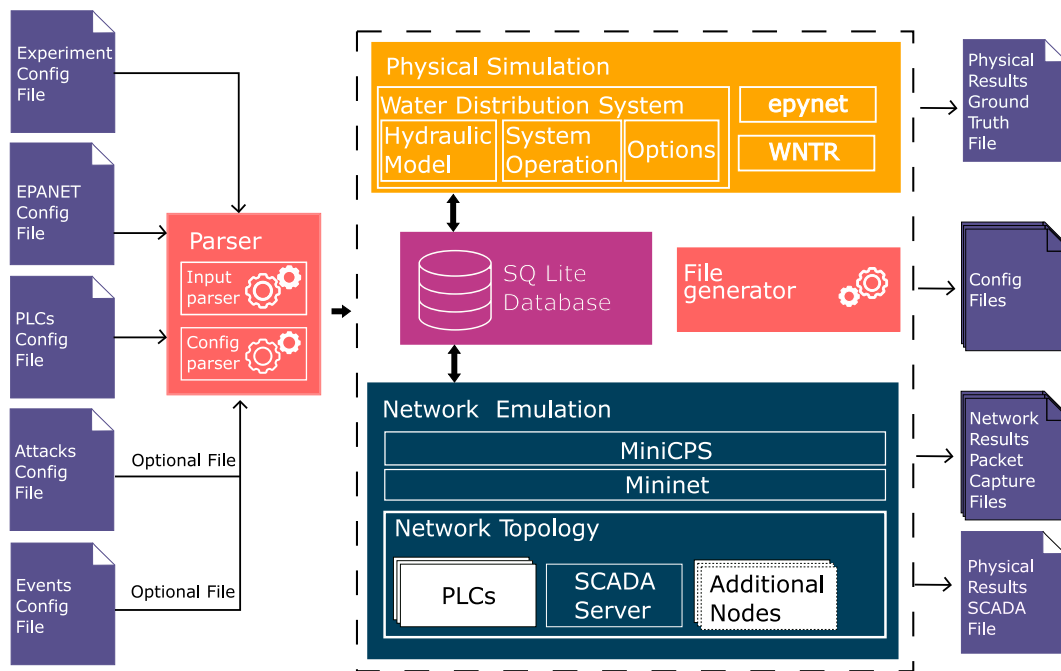 Experiment
Config
File
EPANET
Config
File
PLCs
Config
File
Attacks
Config
File
Optional File
Events
Config
File
Optional File
Parser
Input
parser
Config
parser
Physical Simulation
Water Distribution System
Hydraulic
Model
System
Operation
Options
epynet
WNTR
SQ Lite
Database
File
generator
Network Emulation
MiniCPS
Mininet
Network Topology
PLCs
SCADA
Server
Additional
Nodes
Physical
Results
Ground
Truth
File
Config
Files
Network
Results
Packet
Capture
Files
Physical
Results
SCADA
File